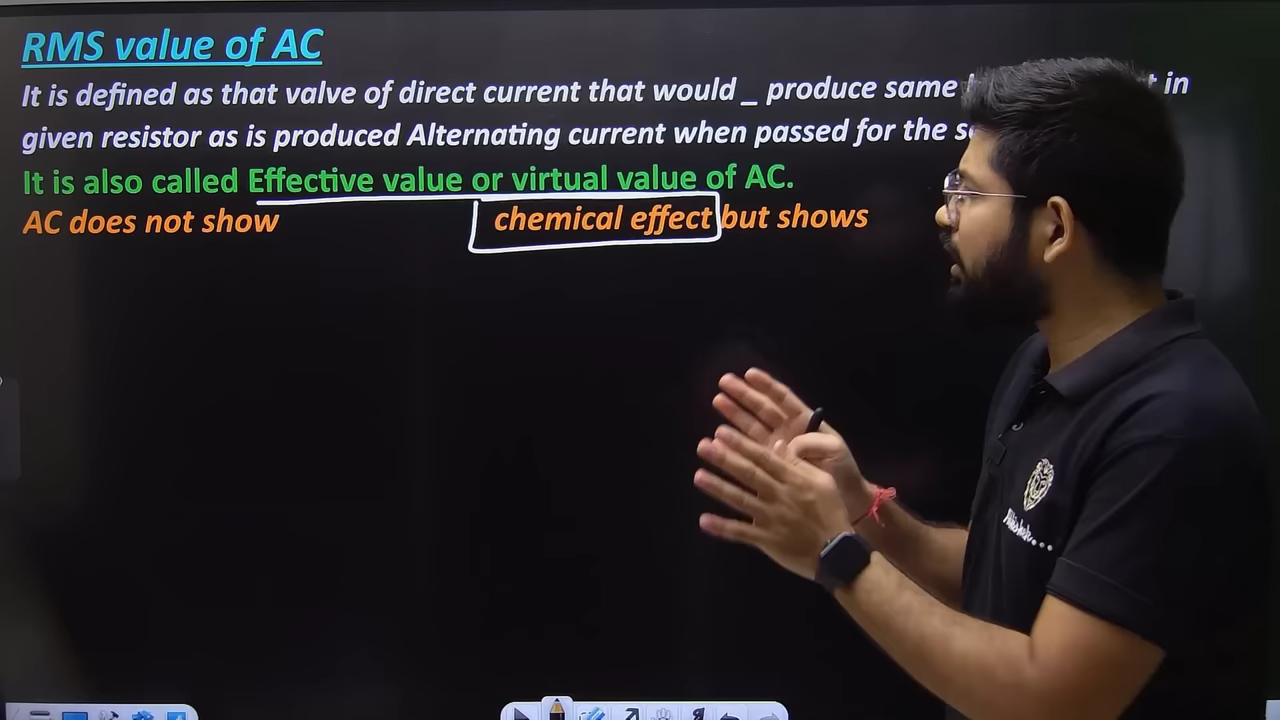 RMS value of AC
It is defined as that valve of direct current that would _ produce same in
given resistor as is produced Alternating current when passed for the
It is also called Effective value or virtual value of AC.
AC does not show chemical effect but shows